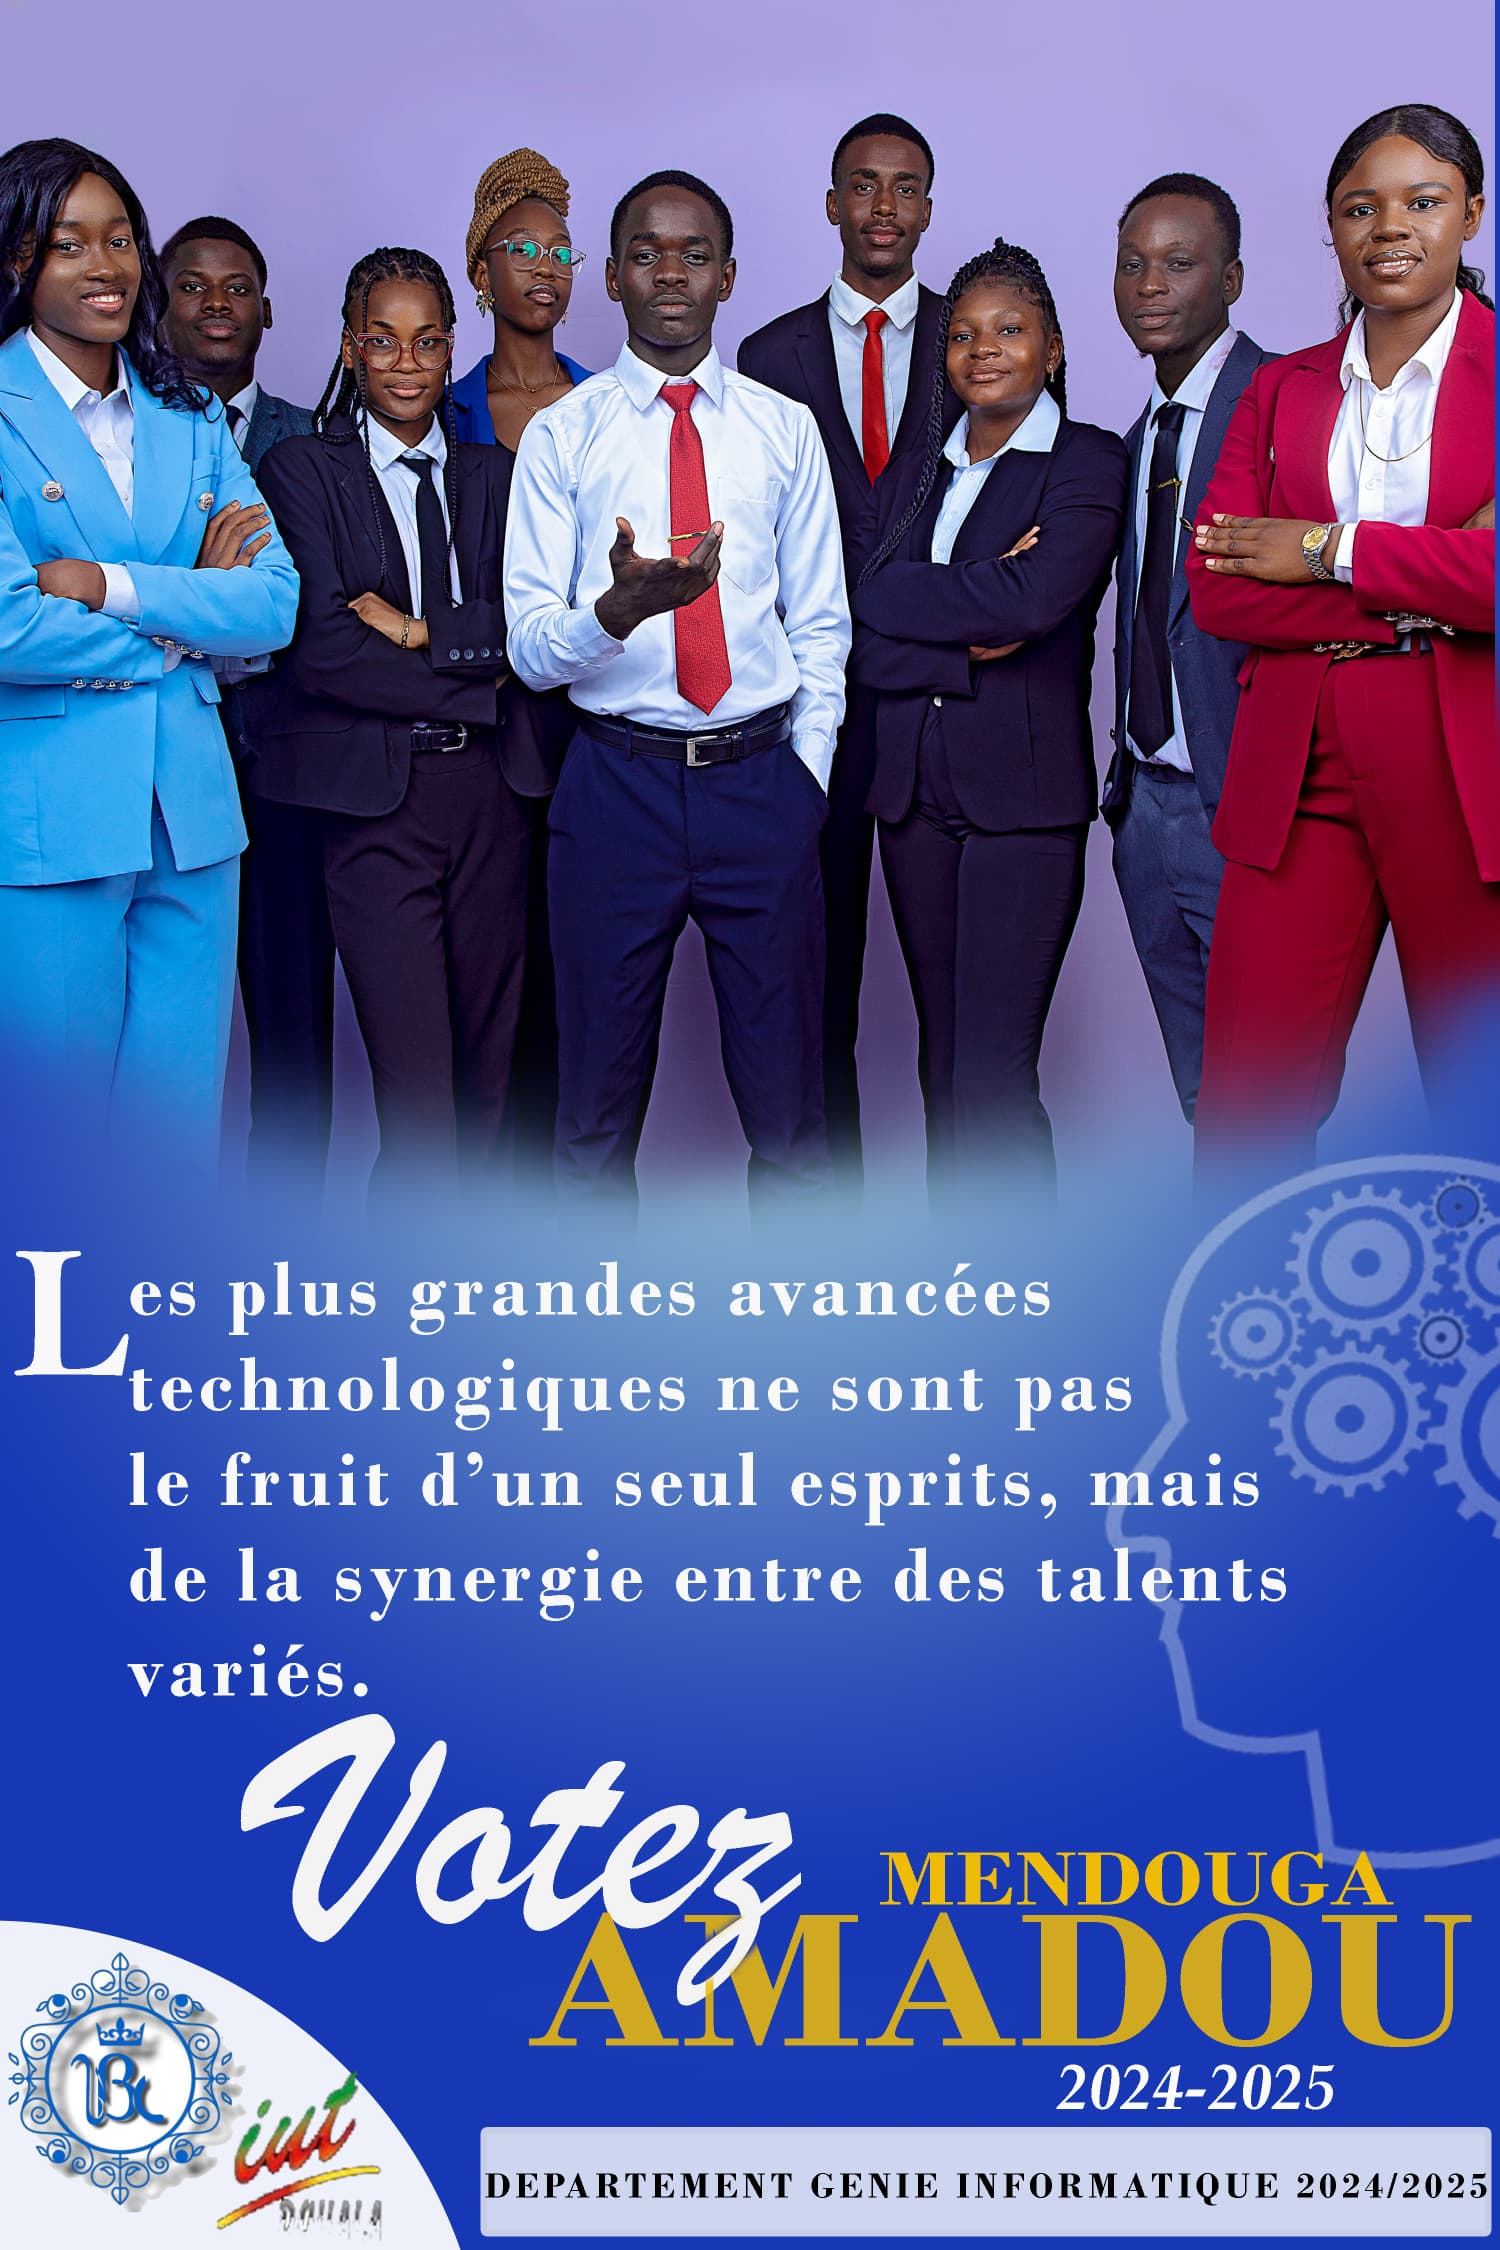 Les plus grandes avancées
technologiques ne sont pas
le fruit d’un seul esprits, mais
de la synergie entre des talents
variés.
Votez
MENDOUGA
AMADOU
2024-2025
iut
DOUALA
DEPARTEMENT GENIE INFORMATIQUE 2024/2025